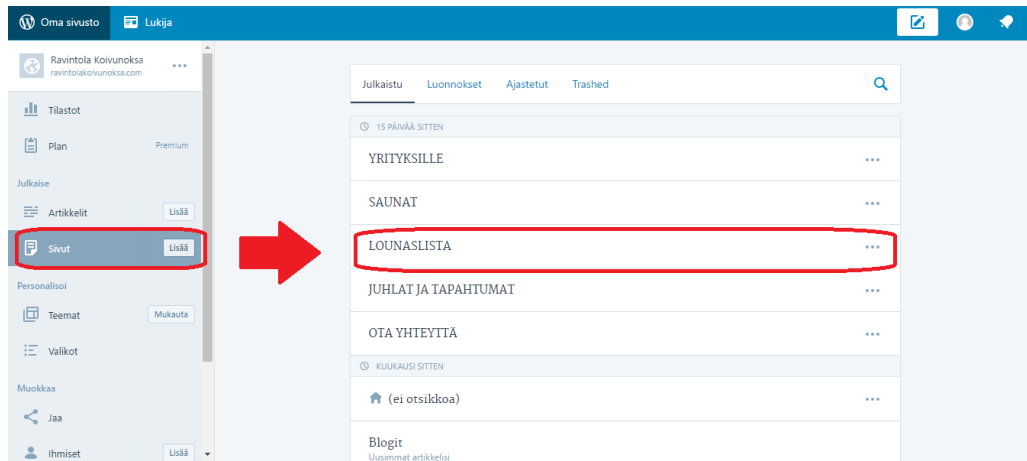 Oma sivusto
Lukija
Ravintola Koivunoksa
ravintolakoivunoksa.com
Tilastot
Plan Premium
Julkaise
Artikkelit Lisää
Sivut Lisää
Personalisoi
Teemat Mukauta
Valikot
Muokkaa
Jaa
Ihmiset Lisää
Julkaistu Luonnokset Ajastetut Trashed
15 PÄIVÄÄ SITTEN
YRITYKSILLE
SAUNAT
LOUNASLISTA
JUHLAT JA TAPAHTUMAT
OTA YHTEYTTÄ
KUUKAUSI SITTEN
(ei otsikkoa)
Blogit
Uusimmat artikkelisi